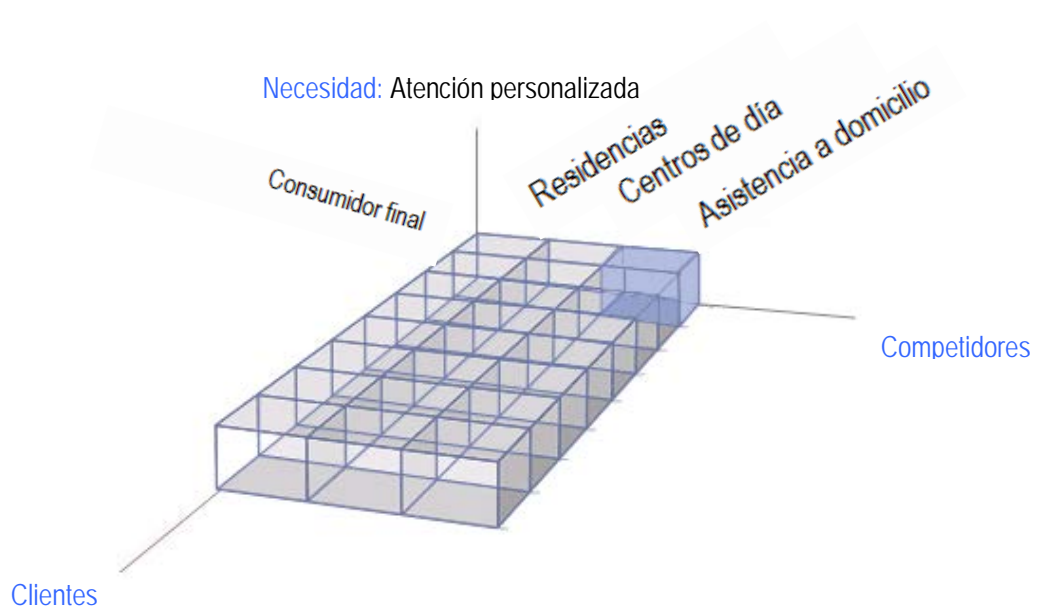 Necesidad: Atención personalizada
Residencias
Centros de día
Asistencia a domicilio
Consumidor final
Competidores
Clientes